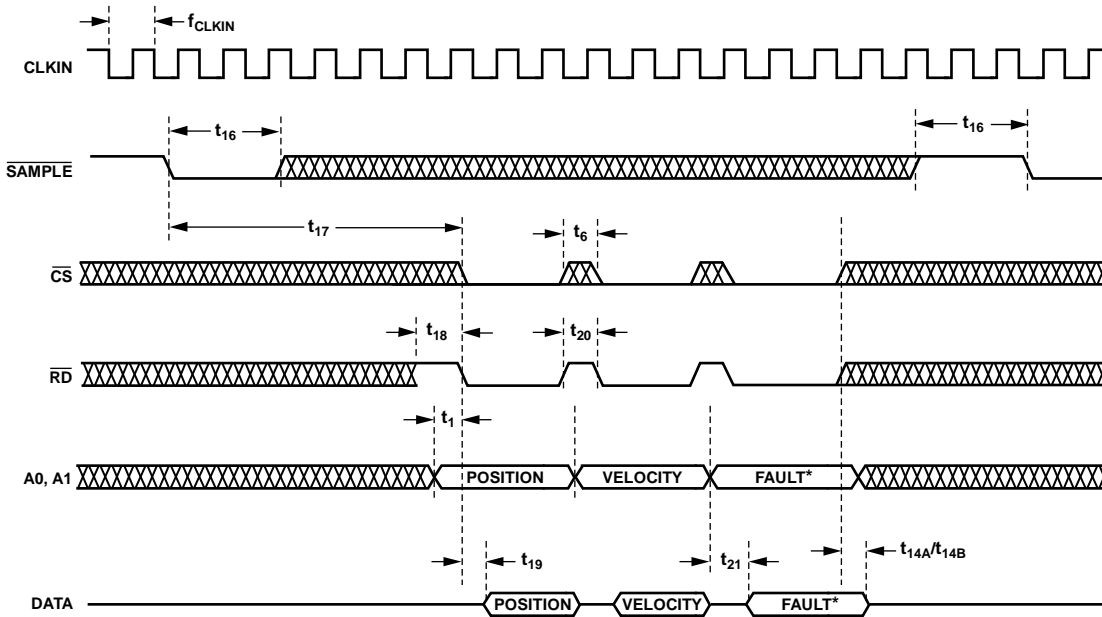 fCLKIN
CLKIN
t16
t16
SAMPLE
t17
t6
CS
t18
t20
RD
t1
A0, A1
POSITION
VELOCITY
FAULT*
t19
t21
t14A/t14B
DATA
POSITION
VELOCITY
FAULT*